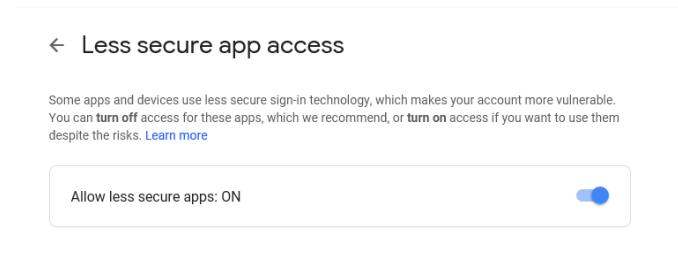 Less secure app access
Some apps and devices use less secure sign-in technology, which makes your account more vulnerable.
You can turn off access for these apps, which we recommend, or turn on access if you want to use them
despite the risks. Learn more
Allow less secure apps: ON